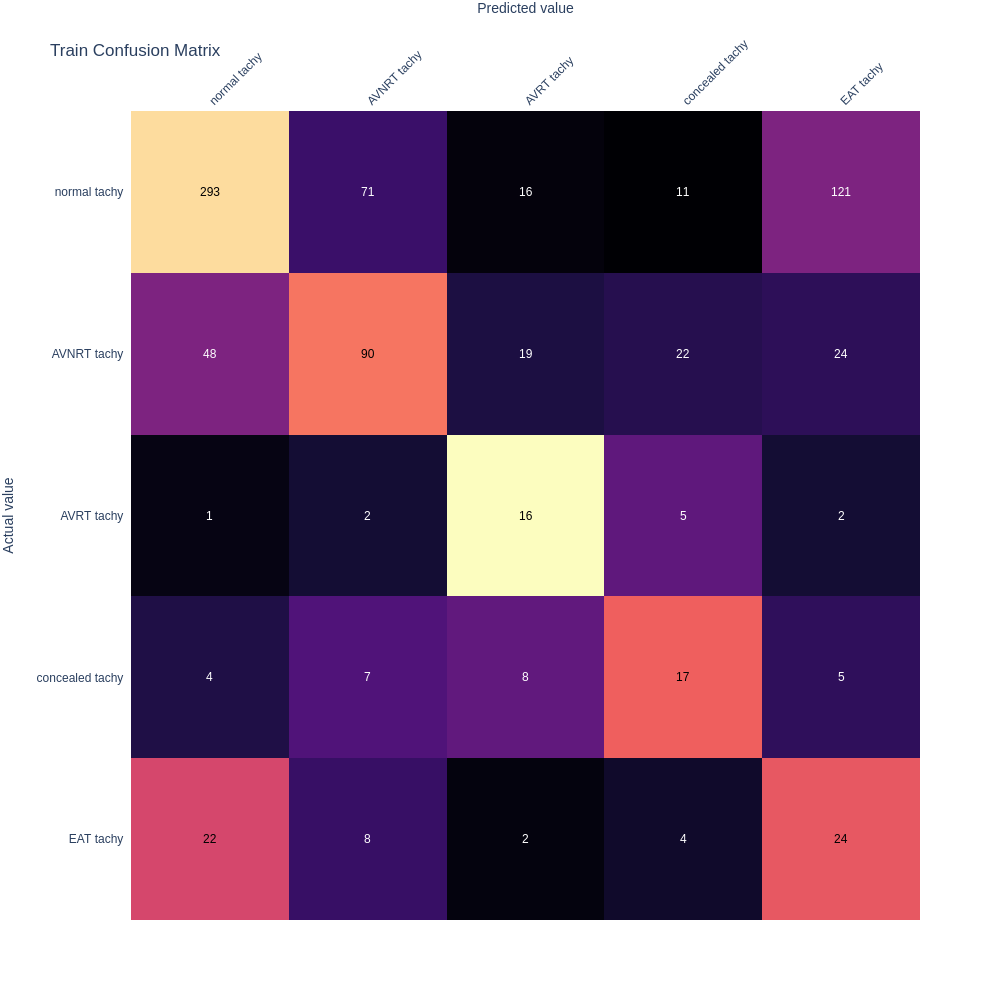 Predicted value
Train Confusion Matrix
normal tachy
AVNRT tachy
AVRT tachy
concealed tachy
EAT tachy
Actual value
normal tachy 293 71 16 11 121
AVNRT tachy 48 90 19 22 24
AVRT tachy 1 2 16 5 2
concealed tachy 4 7 8 17 5
EAT tachy 22 8 2 4 24